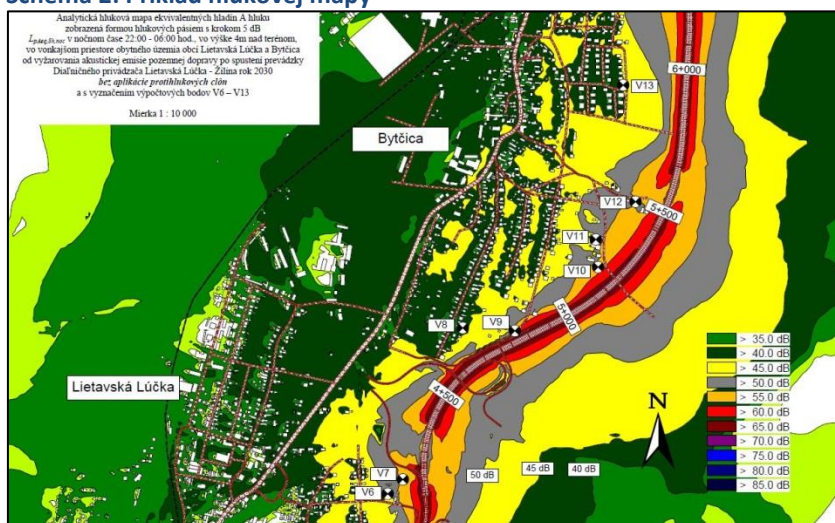 Schéma 2: Príklad hlukovej mapy
Analytická hluková mapa ekvivalentných hladín A hluku
zobrazená formou hlukových pásiem s krokom 5 dB
v nočnom čase 22:00 - 06:00 hod., vo výške 4m nad terénom,
vo vonkajšom priestore obytného územia obcí Lietavská Lúčka a Bytčica
od vyžarovania akustickej emisie pozemnej dopravy po spustení prevádzky
Diaľničného privádzača Lietavská Lúčka - Žilina rok 2030
bez aplikácie protihlukových clôn
a s vyznačením výpočtových bodov V6 – V13
Mierka 1 : 10 000
6+000
V13
Bytčica
V12
5+500
V11
V10
V9
V8
5+000
4+500
Lietavská Lúčka
N
V7
V6
50 dB
45 dB
40 dB
> 35.0 dB
> 40.0 dB
> 45.0 dB
> 50.0 dB
> 55.0 dB
> 60.0 dB
> 65.0 dB
> 70.0 dB
> 75.0 dB
> 80.0 dB
> 85.0 dB